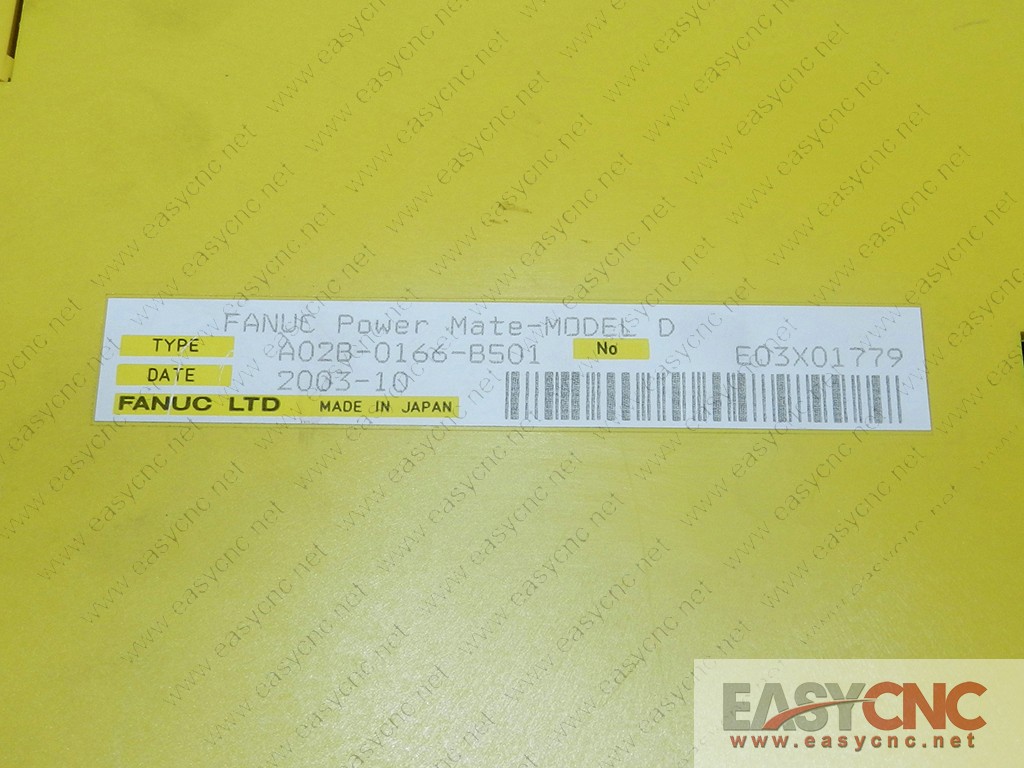 FANUC Power Mate-MODEL D
TYPE A02B-0166-B501 No E03X01779
DATE 2003-10
FANUC LTD MADE IN JAPAN
EASYCNC
www.easycnc.net